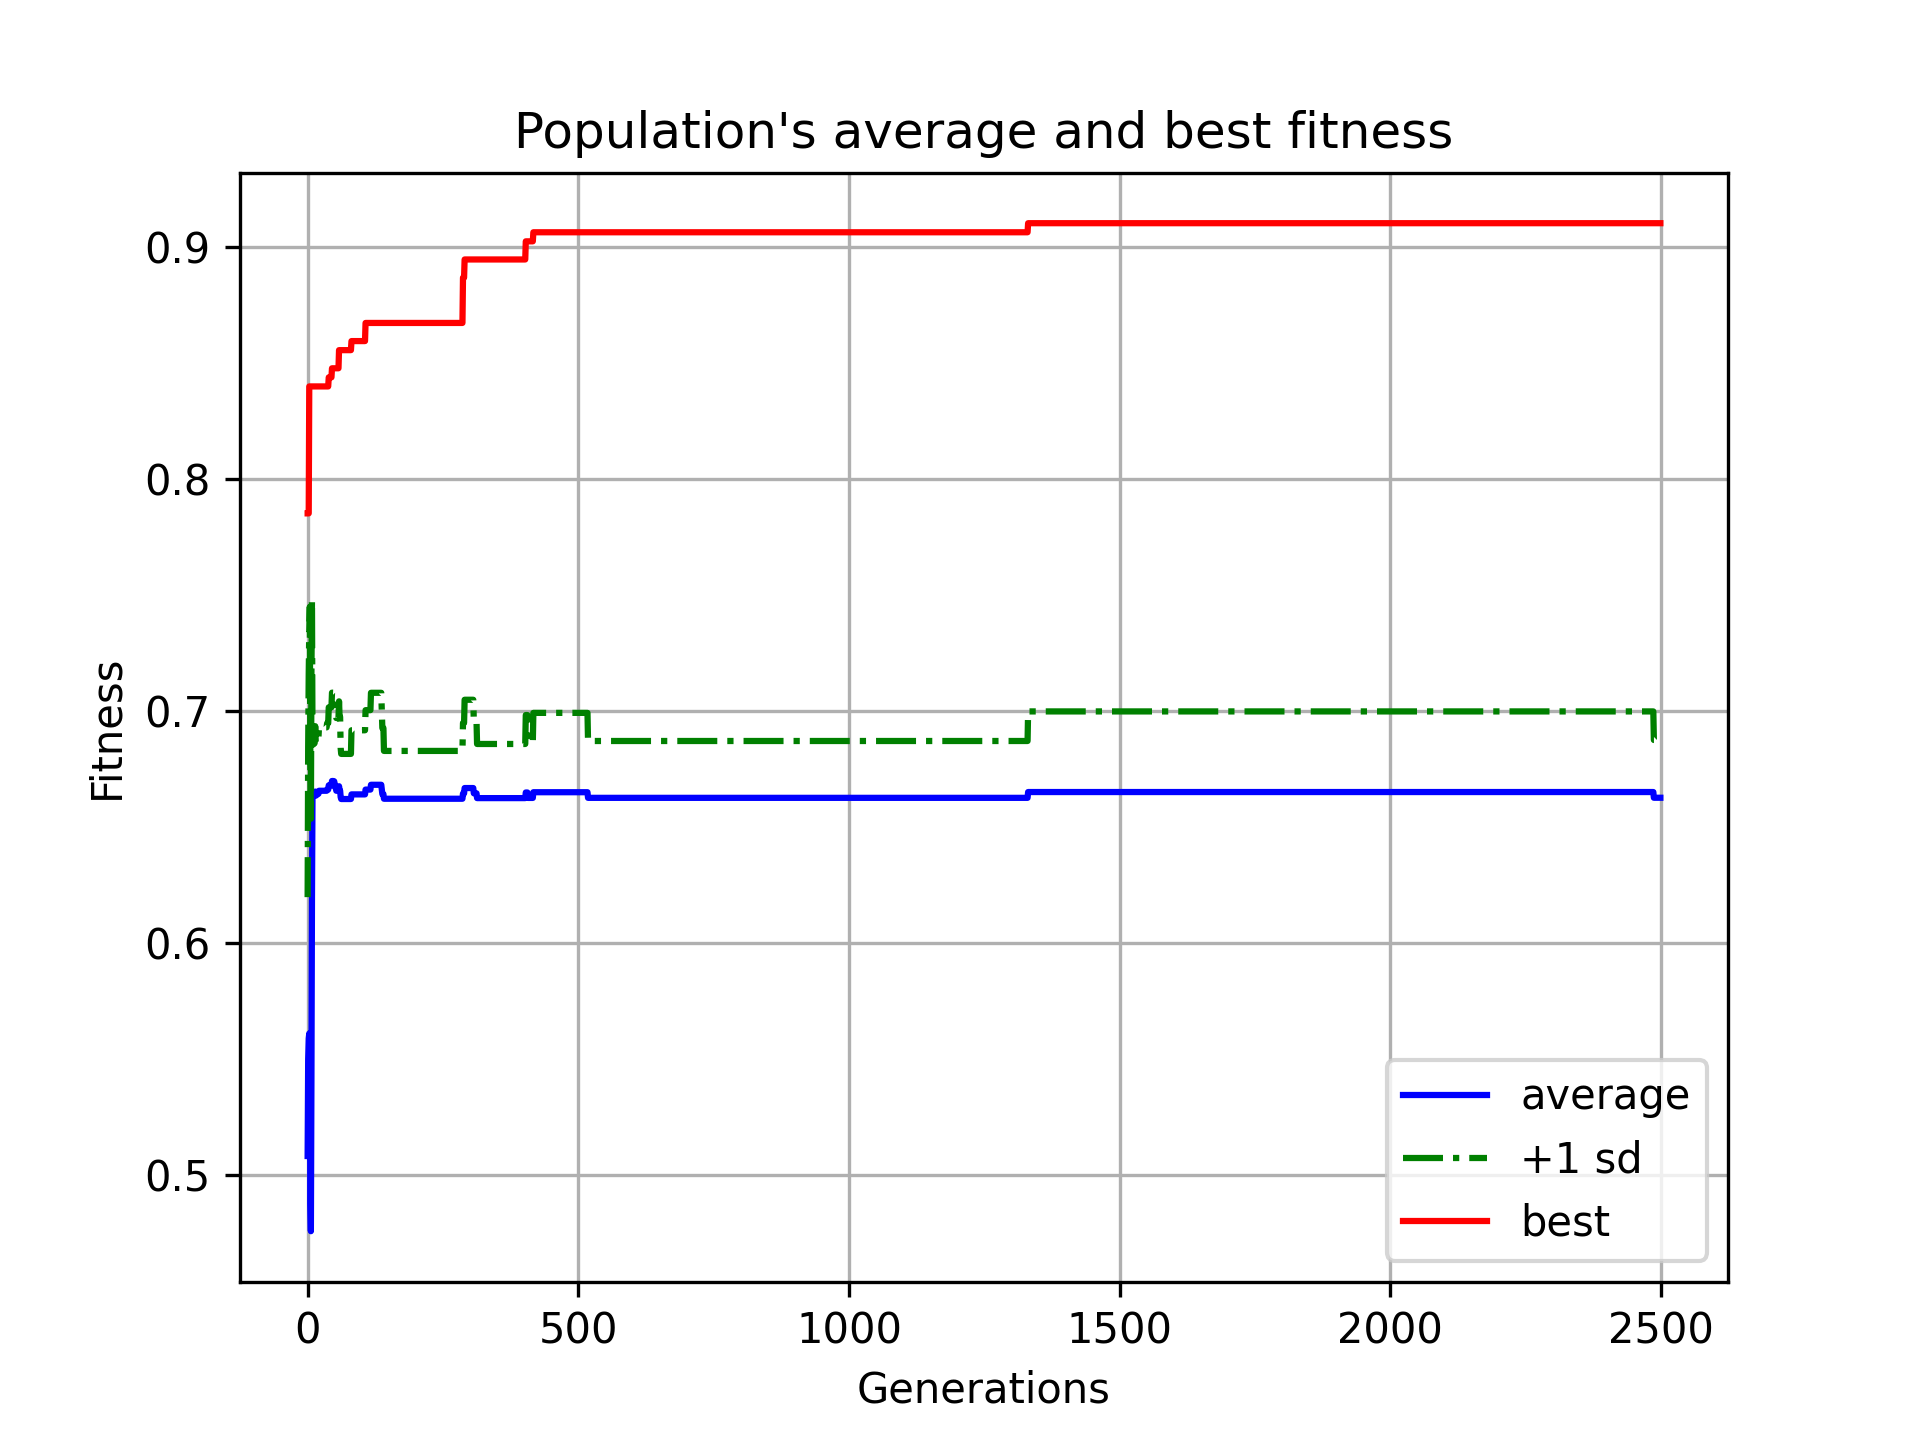 Population's average and best fitness
Fitness
0.9
0.8
0.7
0.6
0.5
0
500
1000
1500
2000
2500
Generations
average
+1 sd
best